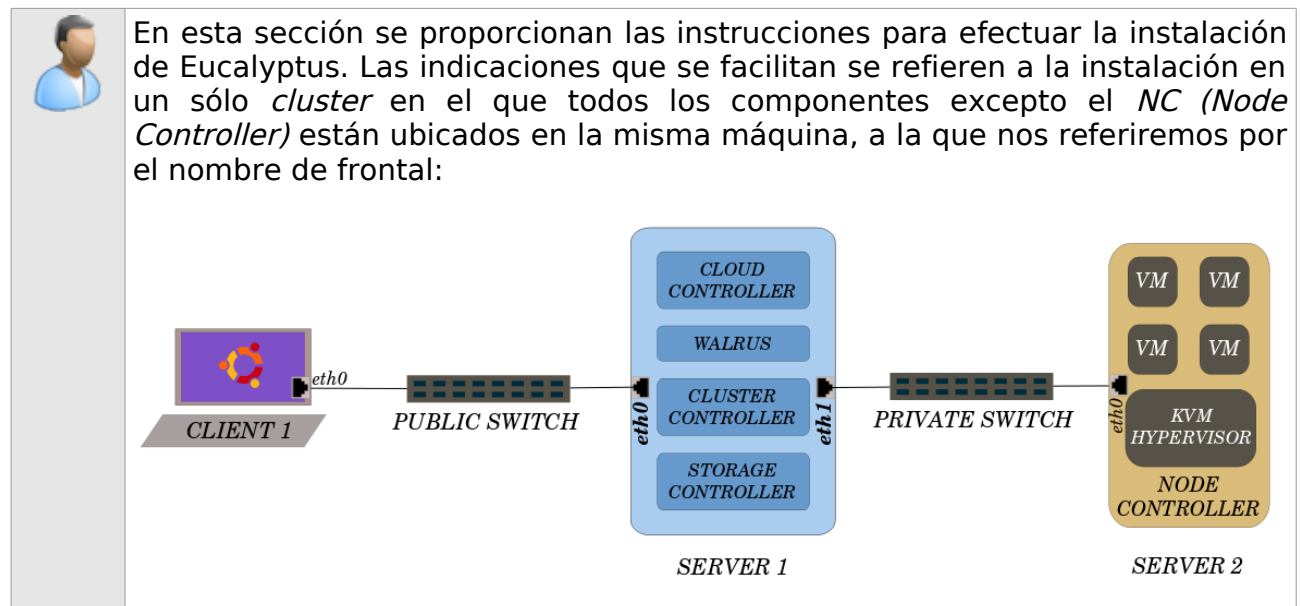 En esta sección se proporcionan las instrucciones para efectuar la instalación
de Eucalyptus. Las indicaciones que se facilitan se refieren a la instalación en
un sólo cluster en el que todos los componentes excepto el NC (Node
Controller) están ubicados en la misma máquina, a la que nos referiremos por
el nombre de frontal:
eth0
CLIENT 1
PUBLIC SWITCH
eth0
CLOUD
CONTROLLER
WALRUS
CLUSTER
CONTROLLER
STORAGE
CONTROLLER
eth1
SERVER 1
PRIVATE SWITCH
eth0
VM
VM
VM
VM
KVM
HYPERVISOR
NODE
CONTROLLER
SERVER 2